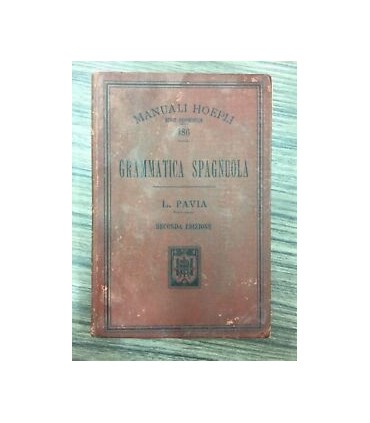 MANUALI HOEPLI
186
GRAMMATICA SPAGNUOLA
L. PAVIA
SECONDA EDIZIONE